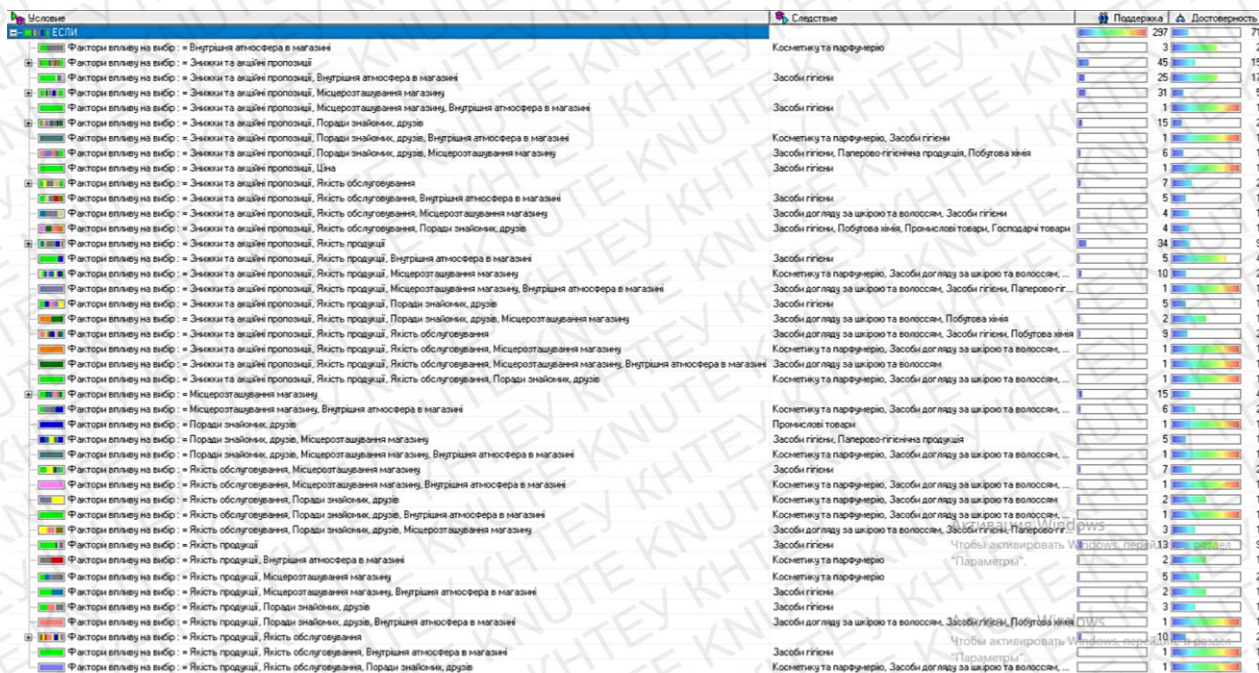 Условие Следствие Поддержка Достоверность
ЕСЛИ 297 71
Фактори впливу на вибір : = Внутрішня атмосфера в магазині Косметику та парфумерію 3
Фактори впливу на вибір : = Знижки та акційні пропозиції 45 15
Фактори впливу на вибір : = Знижки та акційні пропозиції, Внутрішня атмосфера в магазині Засоби гігієни 25 17
Фактори впливу на вибір : = Знижки та акційні пропозиції, Місцерозташування магазину 31
Фактори впливу на вибір : = Знижки та акційні пропозиції, Місцерозташування магазину, Внутрішня атмосфера в магазині Засоби гігієни 1
Фактори впливу на вибір : = Знижки та акційні пропозиції, Поради знайомих, друзів 15
Фактори впливу на вибір : = Знижки та акційні пропозиції, Поради знайомих, друзів, Внутрішня атмосфера в магазині Косметику та парфумерію, Засоби гігієни 1
Фактори впливу на вибір : = Знижки та акційні пропозиції, Поради знайомих, друзів, Місцерозташування магазину Засоби гігієни, Паперово-гігієнічна продукція, Побутова хімія 6
Фактори впливу на вибір : = Знижки та акційні пропозиції, Ціна Засоби гігієни 1
Фактори впливу на вибір : = Знижки та акційні пропозиції, Якість обслуговування 7
Фактори впливу на вибір : = Знижки та акційні пропозиції, Якість обслуговування, Внутрішня атмосфера в магазині Засоби гігієни 5
Фактори впливу на вибір : = Знижки та акційні пропозиції, Якість обслуговування, Місцерозташування магазину Засоби догляду за шкірою та волоссям, Засоби гігієни 4
Фактори впливу на вибір : = Знижки та акційні пропозиції, Якість обслуговування, Поради знайомих, друзів Засоби гігієни, Побутова хімія, Промислові товари, Господарчі товари 4
Фактори впливу на вибір : = Знижки та акційні пропозиції, Якість продукції 34
Фактори впливу на вибір : = Знижки та акційні пропозиції, Якість продукції, Внутрішня атмосфера в магазині Засоби гігієни 5
Фактори впливу на вибір : = Знижки та акційні пропозиції, Якість продукції, Місцерозташування магазину Косметику та парфумерію, Засоби догляду за шкірою та волоссям, ... 10
Фактори впливу на вибір : = Знижки та акційні пропозиції, Якість продукції, Місцерозташування магазину, Внутрішня атмосфера в магазині Засоби догляду за шкірою та волоссям, Засоби гігієни, Паперово-гіг... 1
Фактори впливу на вибір : = Знижки та акційні пропозиції, Якість продукції, Поради знайомих, друзів Засоби гігієни 5
Фактори впливу на вибір : = Знижки та акційні пропозиції, Якість продукції, Поради знайомих, друзів, Місцерозташування магазину Засоби догляду за шкірою та волоссям, Побутова хімія 2
Фактори впливу на вибір : = Знижки та акційні пропозиції, Якість продукції, Якість обслуговування Засоби догляду за шкірою та волоссям, Засоби гігієни, Побутова хімія 9
Фактори впливу на вибір : = Знижки та акційні пропозиції, Якість продукції, Якість обслуговування, Місцерозташування магазину Косметику та парфумерію, Засоби догляду за шкірою та волоссям, ... 1
Фактори впливу на вибір : = Знижки та акційні пропозиції, Якість продукції, Якість обслуговування, Місцерозташування магазину, Внутрішня атмосфера в магазині Засоби догляду за шкірою та волоссям 1
Фактори впливу на вибір : = Знижки та акційні пропозиції, Якість продукції, Якість обслуговування, Поради знайомих, друзів Косметику та парфумерію, Засоби догляду за шкірою та волоссям, ... 1
Фактори впливу на вибір : = Місцерозташування магазину 15
Фактори впливу на вибір : = Місцерозташування магазину, Внутрішня атмосфера в магазині Косметику та парфумерію, Засоби догляду за шкірою та волоссям, ... 6
Фактори впливу на вибір : = Поради знайомих, друзів Промислові товари 1
Фактори впливу на вибір : = Поради знайомих, друзів, Місцерозташування магазину Засоби гігієни, Паперово-гігієнічна продукція 5
Фактори впливу на вибір : = Поради знайомих, друзів, Місцерозташування магазину, Внутрішня атмосфера в магазині Косметику та парфумерію, Засоби догляду за шкірою та волоссям, ... 1
Фактори впливу на вибір : = Якість обслуговування, Місцерозташування магазину Засоби гігієни 7
Фактори впливу на вибір : = Якість обслуговування, Місцерозташування магазину, Внутрішня атмосфера в магазині Косметику та парфумерію, Засоби догляду за шкірою та волоссям, ... 1
Фактори впливу на вибір : = Якість обслуговування, Поради знайомих, друзів Косметику та парфумерію, Засоби догляду за шкірою та волоссям 2
Фактори впливу на вибір : = Якість обслуговування, Поради знайомих, друзів, Внутрішня атмосфера в магазині Косметику та парфумерію, Засоби догляду за шкірою та волоссям, ... 1
Фактори впливу на вибір : = Якість обслуговування, Поради знайомих, друзів, Місцерозташування магазину Засоби догляду за шкірою та волоссям, Засоби гігієни, Паперово-гіг... 3
Фактори впливу на вибір : = Якість продукції Засоби гігієни 13
Фактори впливу на вибір : = Якість продукції, Внутрішня атмосфера в магазині Косметику та парфумерію 2
Фактори впливу на вибір : = Якість продукції, Місцерозташування магазину Косметику та парфумерію 5
Фактори впливу на вибір : = Якість продукції, Місцерозташування магазину, Внутрішня атмосфера в магазині Засоби гігієни 2
Фактори впливу на вибір : = Якість продукції, Поради знайомих, друзів Засоби гігієни 3
Фактори впливу на вибір : = Якість продукції, Поради знайомих, друзів, Внутрішня атмосфера в магазині Засоби догляду за шкірою та волоссям, Засоби гігієни, Побутова хімія 1
Фактори впливу на вибір : = Якість продукції, Якість обслуговування 10
Фактори впливу на вибір : = Якість продукції, Якість обслуговування, Внутрішня атмосфера в магазині Засоби гігієни 1
Фактори впливу на вибір : = Якість продукції, Якість обслуговування, Поради знайомих, друзів Косметику та парфумерію, Засоби догляду за шкірою та волоссям, ... 1
Активация Windows
Чтобы активировать Windows, перейдите в раздел
"Параметры".